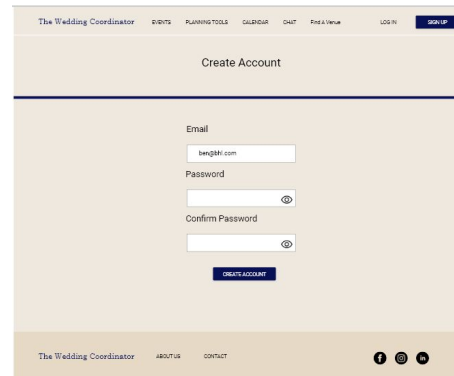 The Wedding Coordinator EVENTS PLANNING TOOLS CALENDAR CHAT Find A Venue LOG IN SIGN UP
Create Account
Email
ben@bhl.com
Password
Confirm Password
CREATE ACCOUNT
The Wedding Coordinator ABOUT US CONTACT